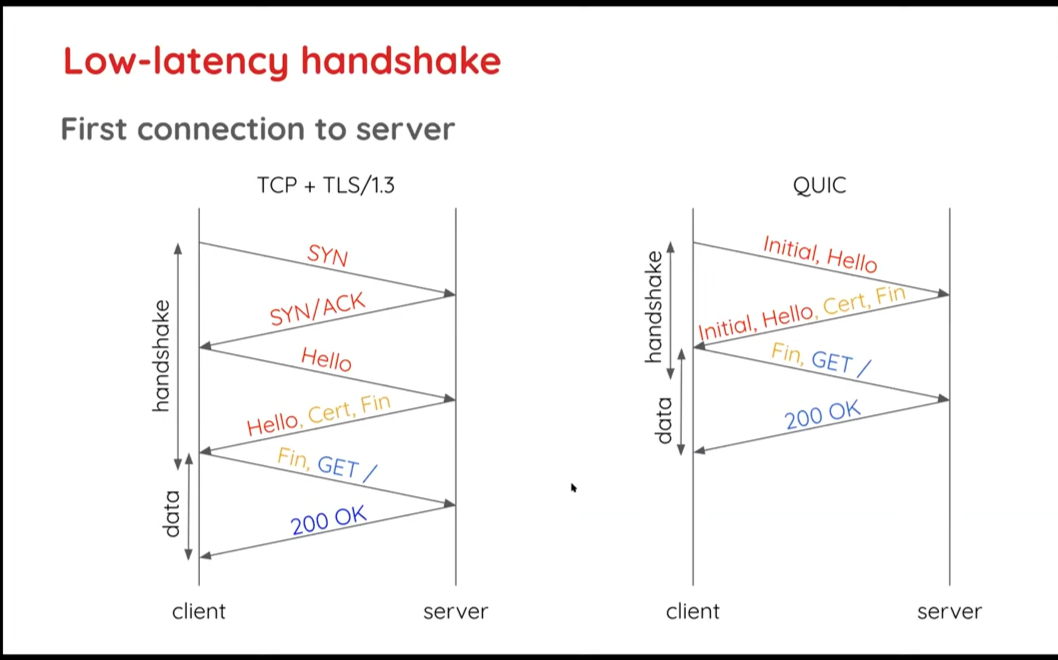 Low-latency handshake
First connection to server
TCP + TLS/1.3
handshake
data
SYN
SYN/ACK
Hello
Hello, Cert, Fin
Fin, GET /
200 OK
client
server
QUIC
handshake
data
Initial, Hello
Initial, Hello, Cert, Fin
Fin, GET /
200 OK
client
server